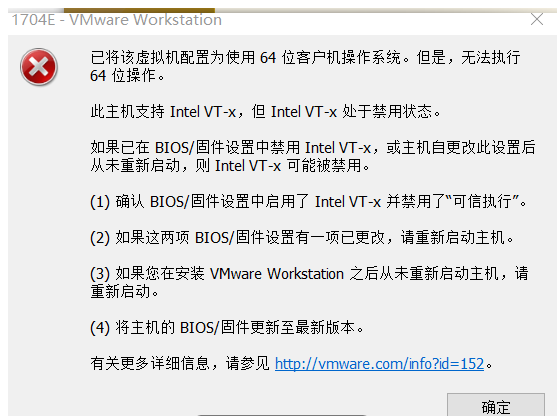 1704E - VMware Workstation
已将该虚拟机配置为使用 64 位客户机操作系统。但是，无法执行
64 位操作。
此主机支持 Intel VT-x，但 Intel VT-x 处于禁用状态。
如果已在 BIOS/固件设置中禁用 Intel VT-x，或主机自更改此设置后
从未重新启动，则 Intel VT-x 可能被禁用。
(1) 确认 BIOS/固件设置中启用了 Intel VT-x 并禁用了“可信执行”。
(2) 如果这两项 BIOS/固件设置有一项已更改，请重新启动主机。
(3) 如果您在安装 VMware Workstation 之后从未重新启动主机，请
重新启动。
(4) 将主机的 BIOS/固件更新至最新版本。
有关更多详细信息，请参见 http://vmware.com/info?id=152。
确定